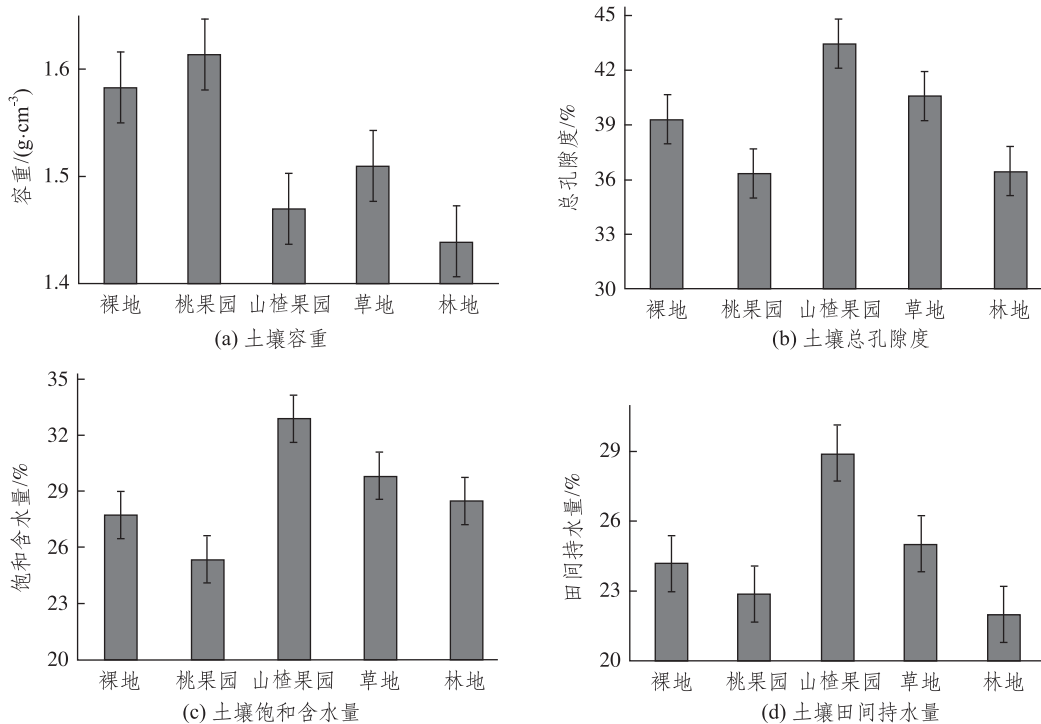 容重/(g·cm⁻³)
1.6
1.5
1.4
裸地 桃果园 山楂果园 草地 林地
(a) 土壤容重
总孔隙度/%
45
42
39
36
33
30
裸地 桃果园 山楂果园 草地 林地
(b) 土壤总孔隙度
饱和含水量/%
35
32
29
26
23
20
裸地 桃果园 山楂果园 草地 林地
(c) 土壤饱和含水量
田间持水量/%
29
26
23
20
裸地 桃果园 山楂果园 草地 林地
(d) 土壤田间持水量